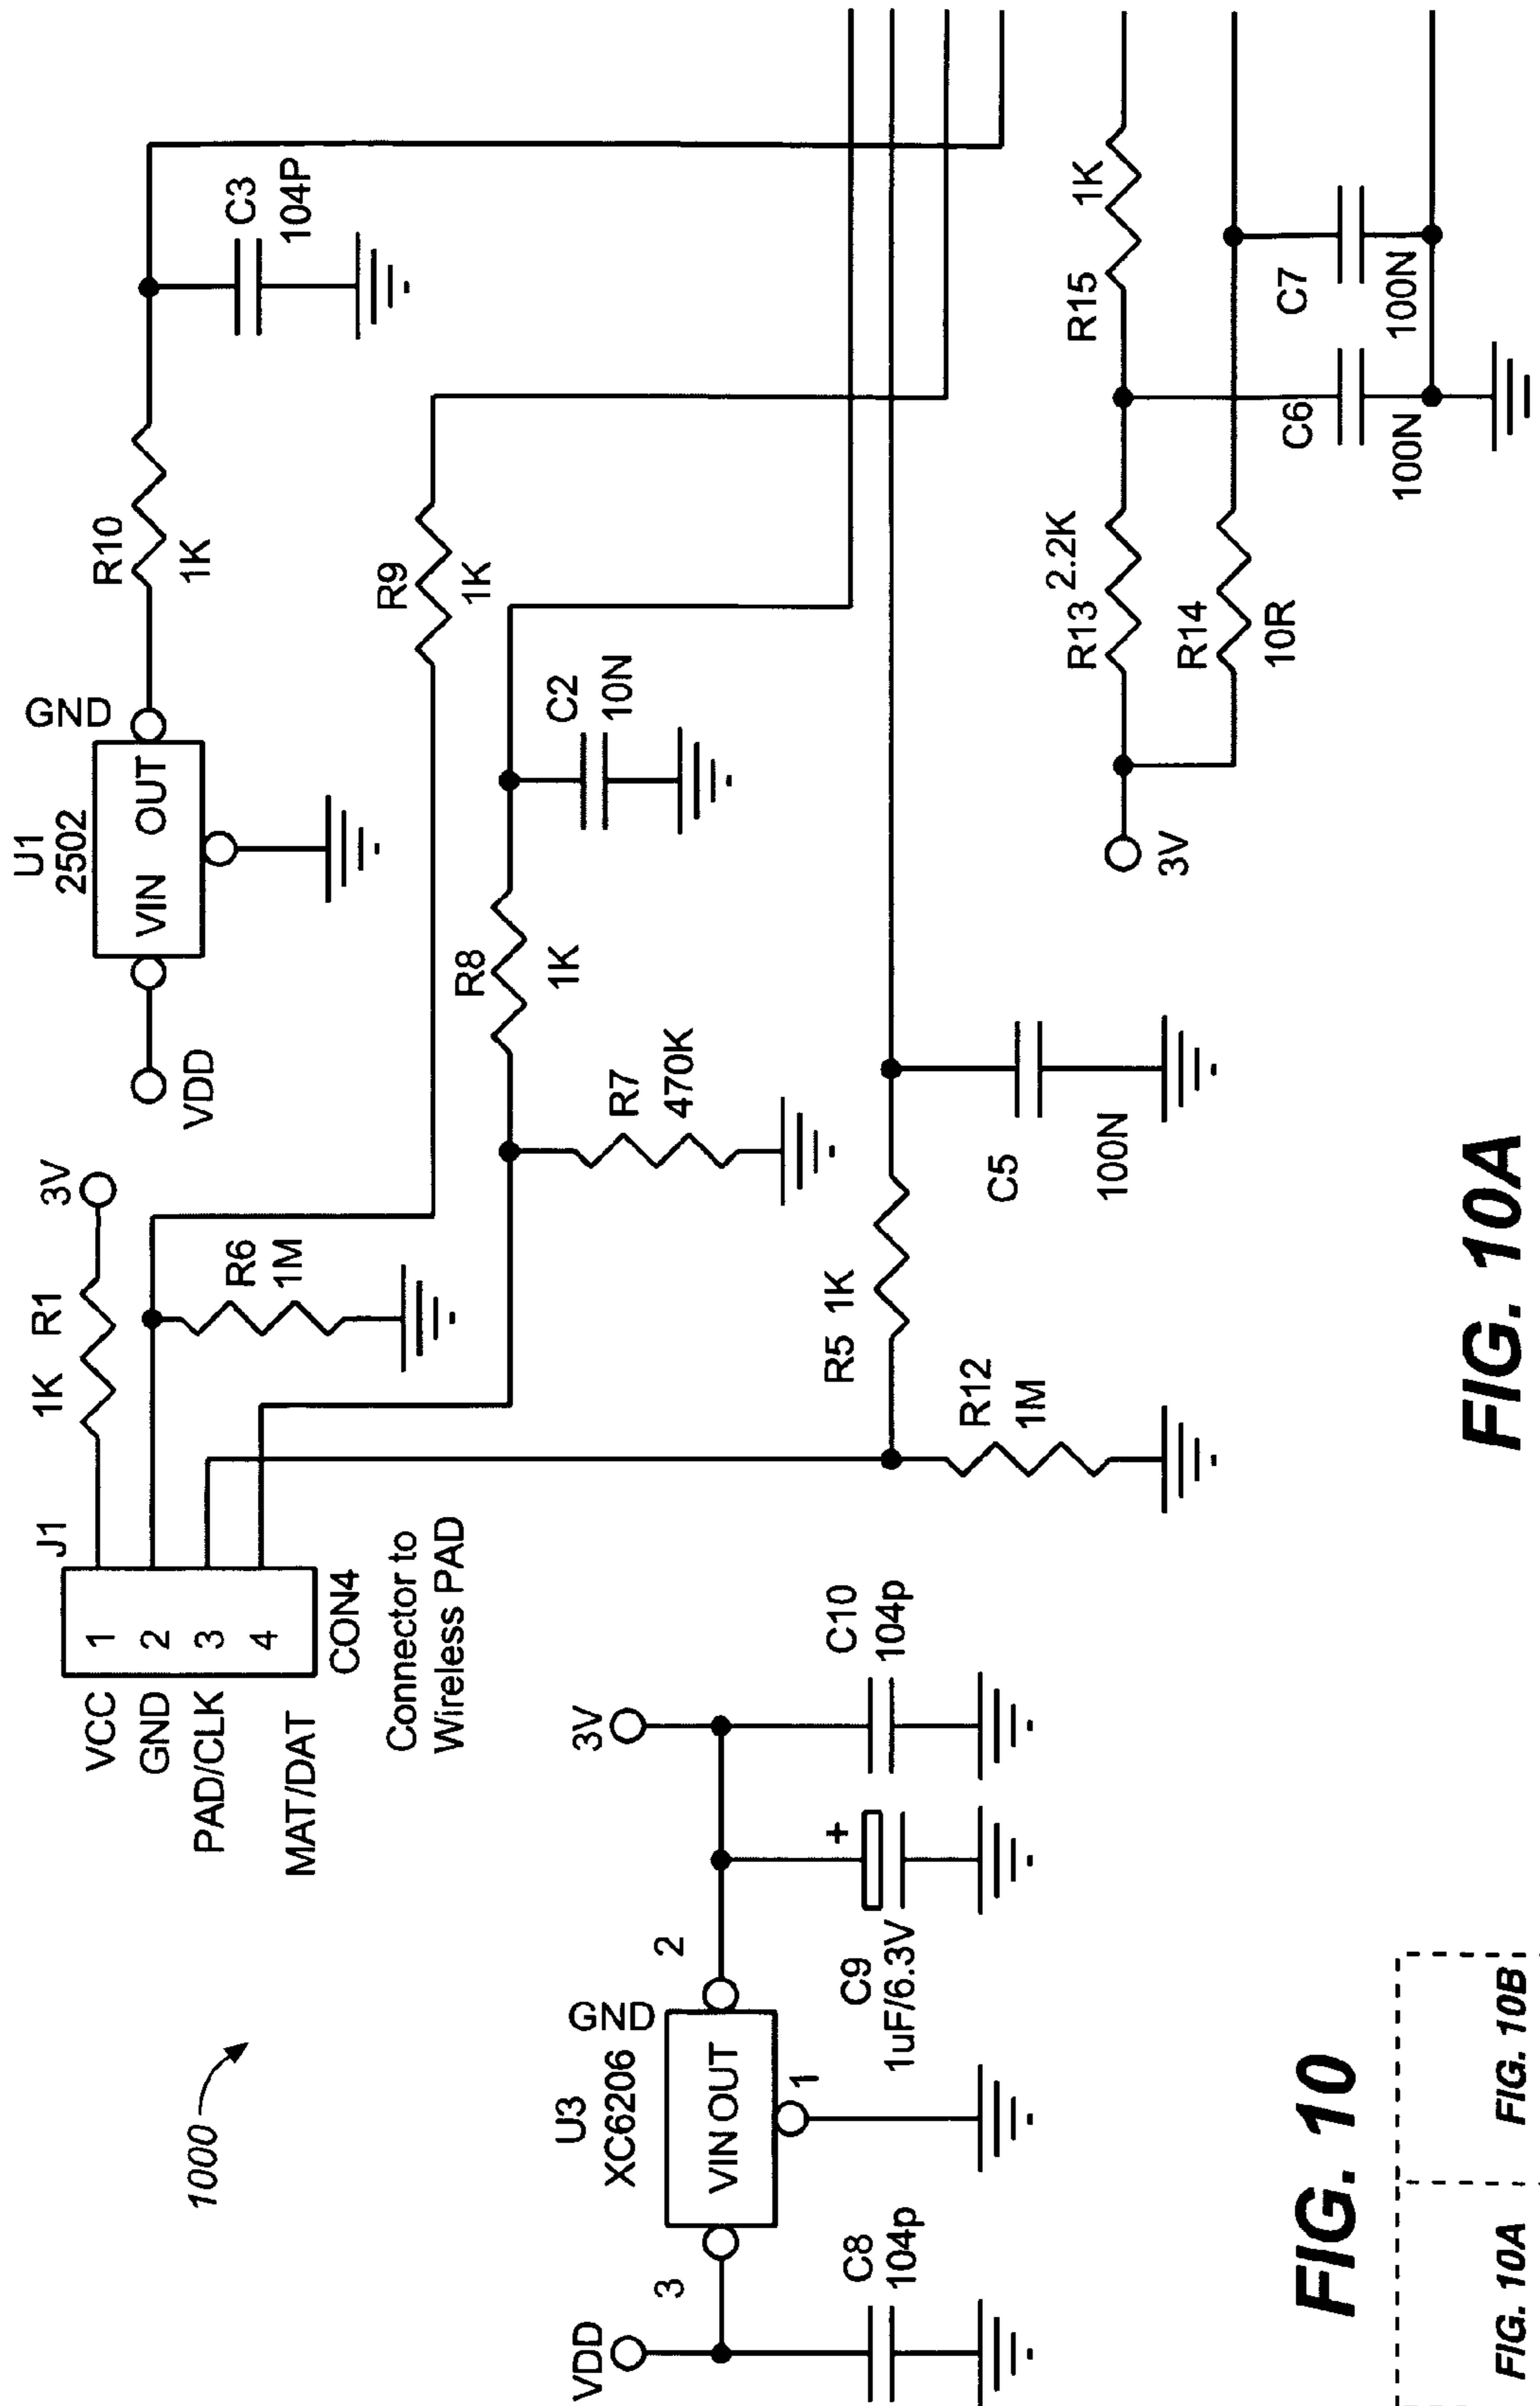 1000
VCC
GND
PAD/CLK
MAT/DAT
1
2
3
4
J1
CON4
Connector to
Wireless PAD
1K R1
3V
R6
1M
VDD
U1
2502
VIN OUT
GND
R10
1K
C3
104P
R9
1K
R8
1K
R7
470K
C2
10N
R5 1K
R12
1M
C5
100N
VDD
3
C8
104p
U3
XC6206
VIN OUT
GND
1
2
C9
1uF/6.3V
+
3V
C10
104p
3V
R13 2.2K
R14
10R
R15 1K
C6
100N
C7
100N
FIG. 10
FIG. 10A
FIG. 10B
FIG. 10A